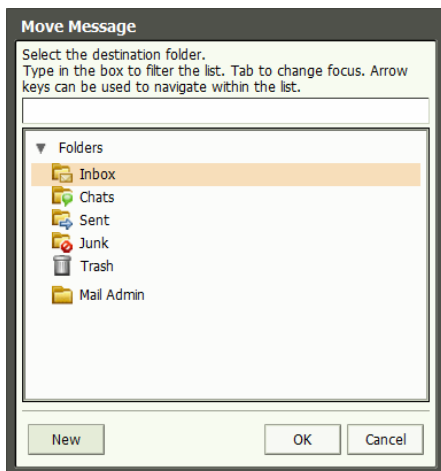 Move Message
Select the destination folder.
Type in the box to filter the list. Tab to change focus. Arrow
keys can be used to navigate within the list.
Folders
Inbox
Chats
Sent
Junk
Trash
Mail Admin
New
OK
Cancel